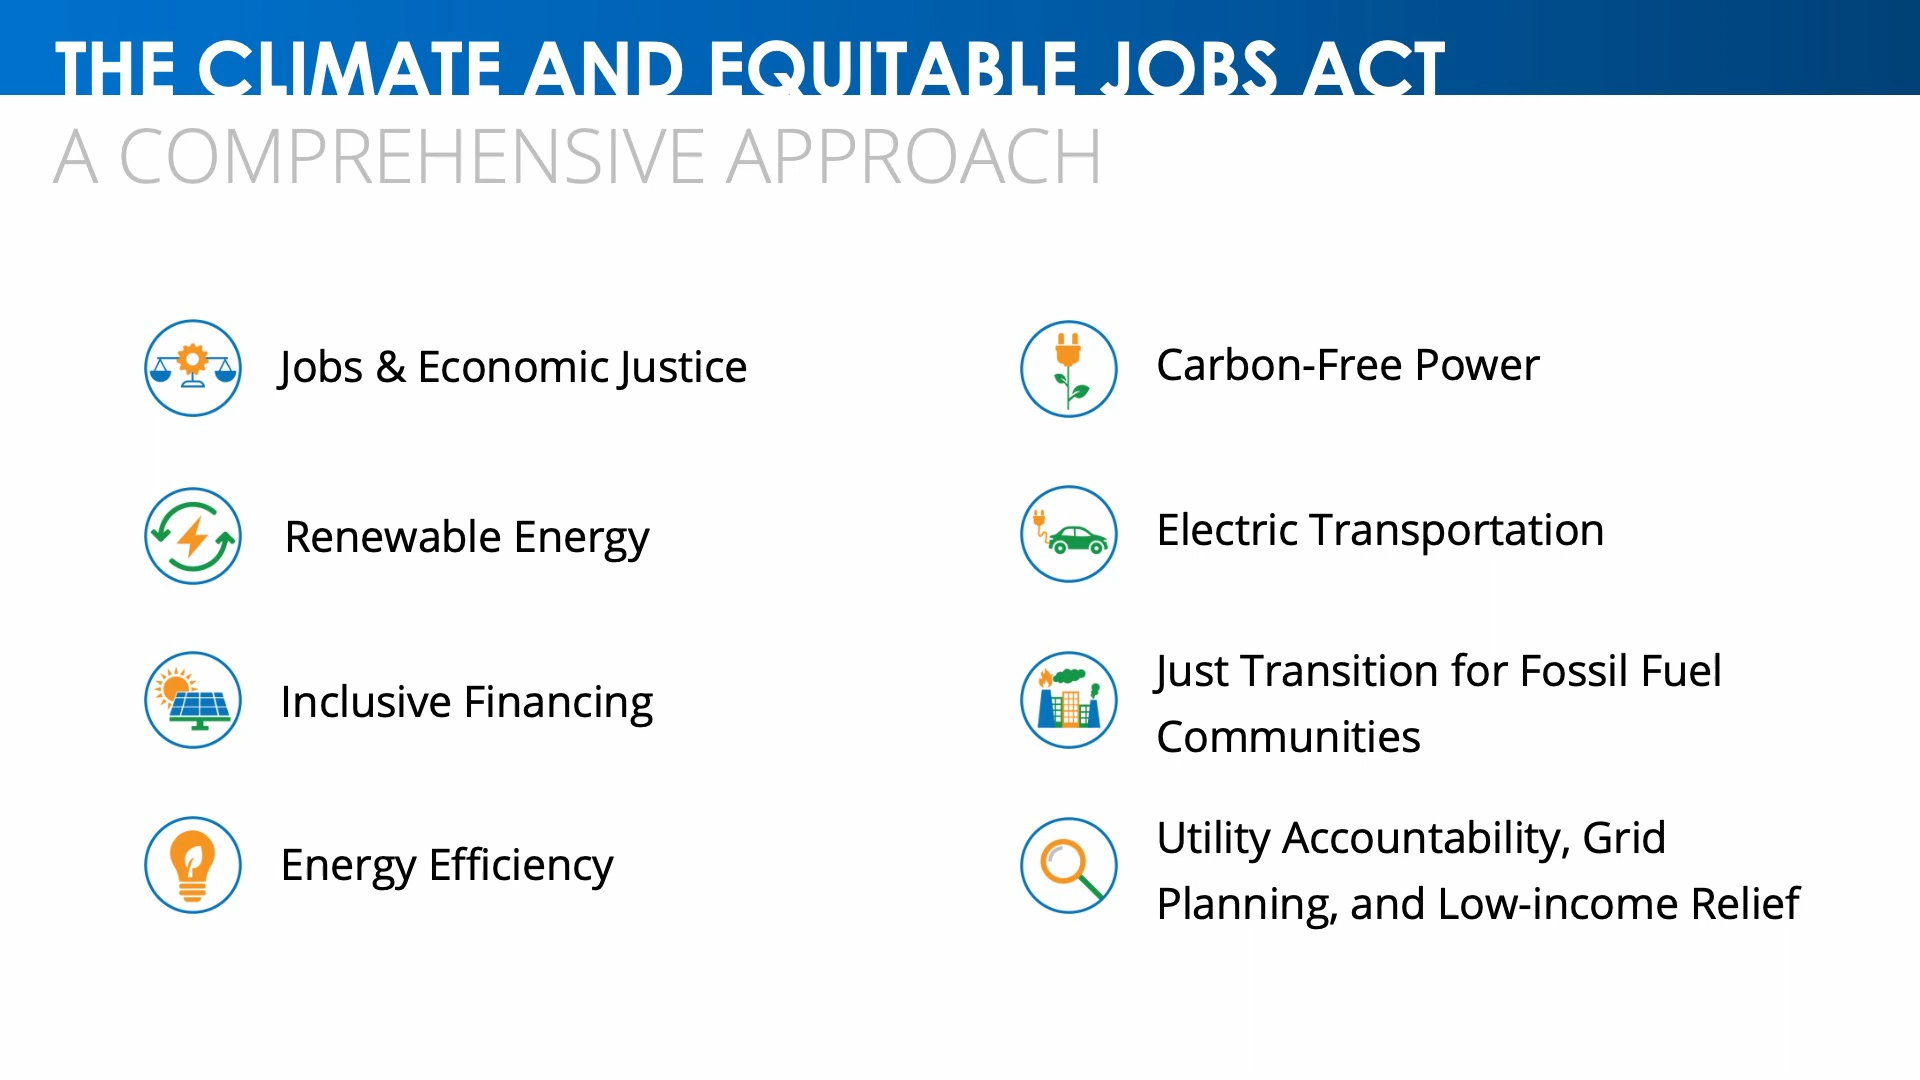 THE CLIMATE AND EQUITABLE JOBS ACT
A COMPREHENSIVE APPROACH
Jobs & Economic Justice
Renewable Energy
Inclusive Financing
Energy Efficiency
Carbon-Free Power
Electric Transportation
Just Transition for Fossil Fuel
Communities
Utility Accountability, Grid
Planning, and Low-income Relief